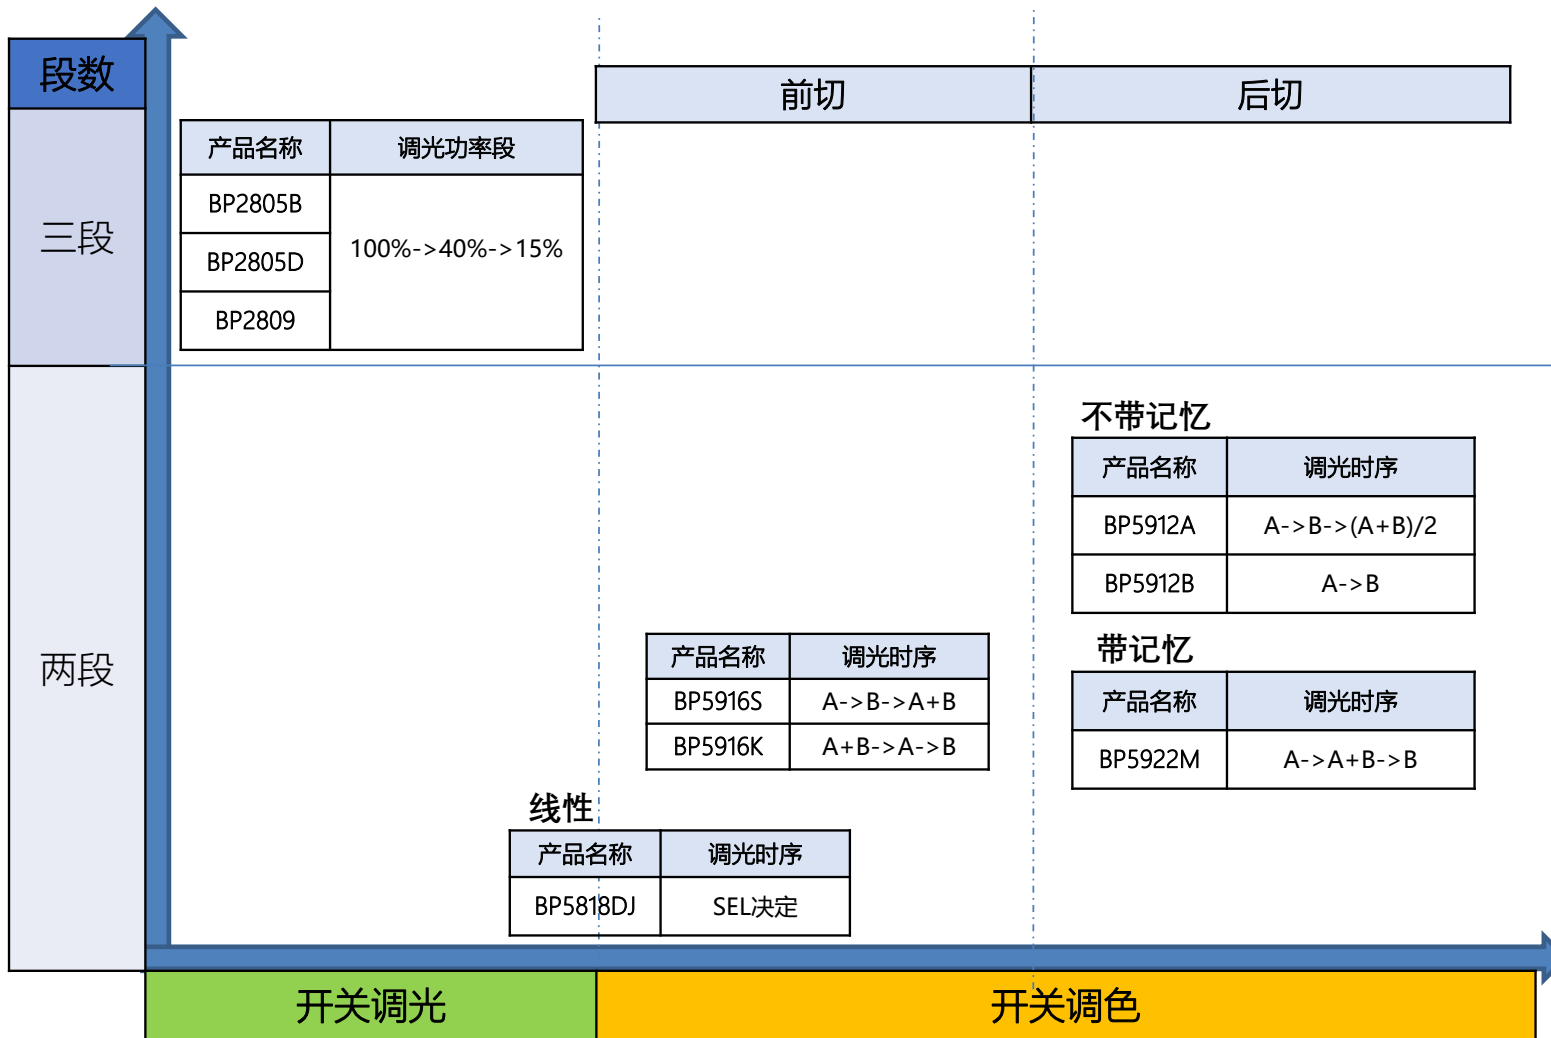 段数
前切
后切
产品名称 调光功率段
BP2805B
BP2805D
BP2809
100%->40%->15%
三段
不带记忆
产品名称 调光时序
BP5912A A->B->(A+B)/2
BP5912B A->B
两段
带记忆
产品名称 调光时序
BP5922M A->A+B->B
产品名称 调光时序
BP5916S A->B->A+B
BP5916K A+B->A->B
线性
产品名称 调光时序
BP5818DJ SEL决定
开关调光
开关调色